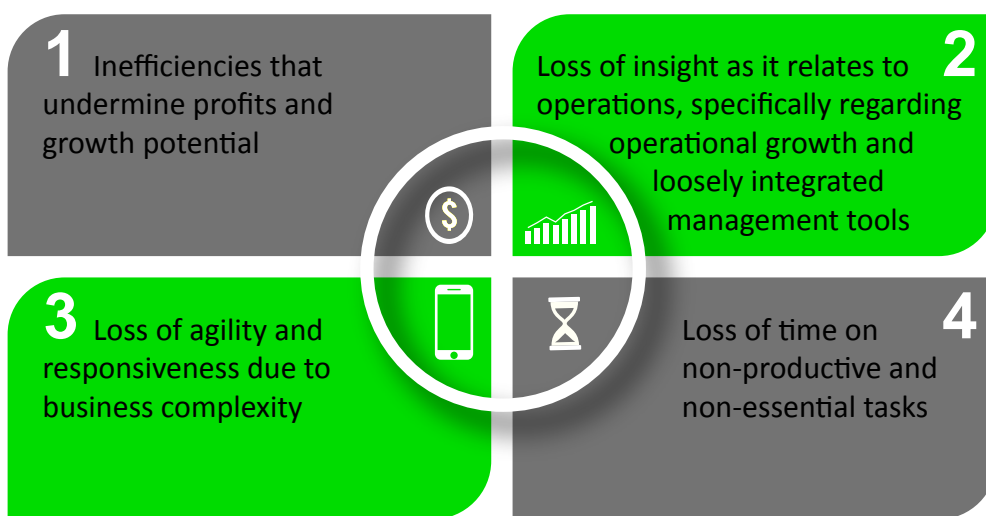 1 Inefficiencies that
undermine profits and
growth potential
$
Loss of insight as it relates to 2
operations, specifically regarding
operational growth and
loosely integrated
management tools
3 Loss of agility and
responsiveness due to
business complexity
Loss of time on 4
non-productive and
non-essential tasks